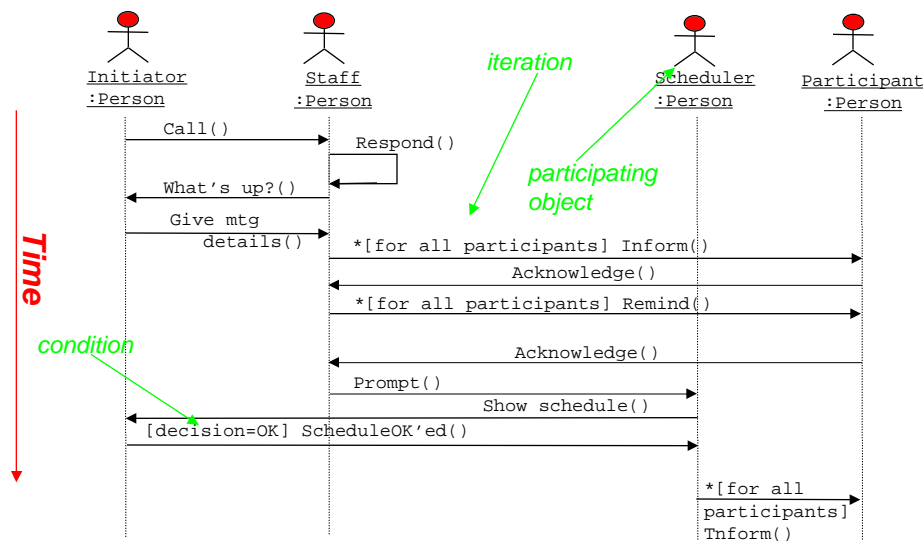 Initiator
:Person
Staff
:Person
iteration
Scheduler
:Person
Participant
:Person
Call()
Respond()
participating
object
What's up?()
Give mtg
details()
*[for all participants] Inform()
Acknowledge()
Time
*[for all participants] Remind()
condition
Acknowledge()
Prompt()
Show schedule()
[decision=OK] ScheduleOK'ed()
*[for all
participants]
Tnform()